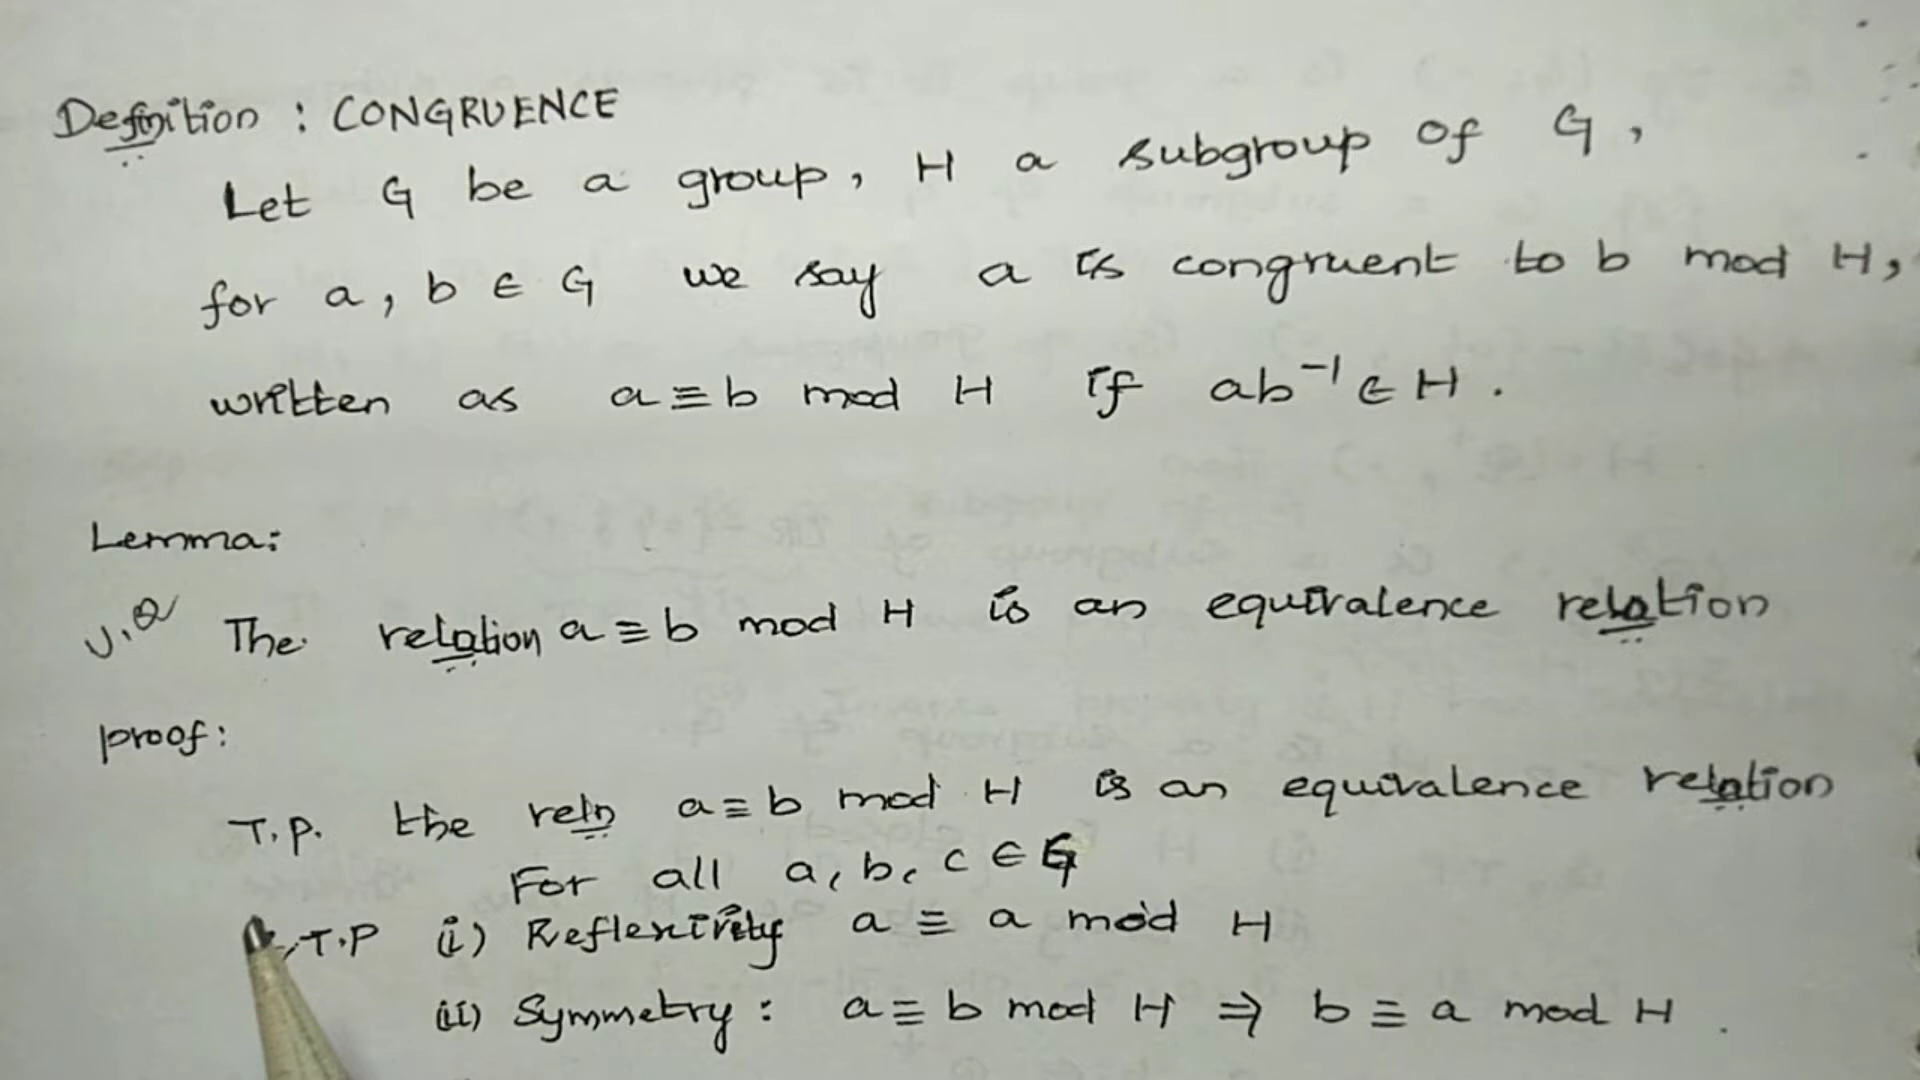 Definition : CONGRUENCE
Let G be a group, H a subgroup of G,
for a, b ∈ G we say a is congruent to b mod H,
written as a ≡ b mod H if ab⁻¹ ∈ H.
Lemma:
U.Q The relation a ≡ b mod H is an equivalence relation
proof:
T.p. the reln a ≡ b mod H is an equivalence relation
For all a, b, c ∈ G
T.P (i) Reflexivity a ≡ a mod H
(ii) Symmetry : a ≡ b mod H ⇒ b ≡ a mod H.